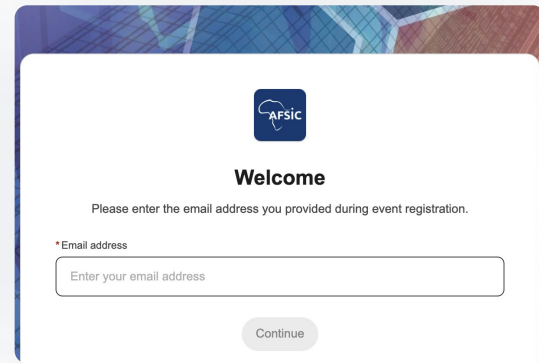 AFSIC
Welcome
Please enter the email address you provided during event registration.
*Email address
Enter your email address
Continue